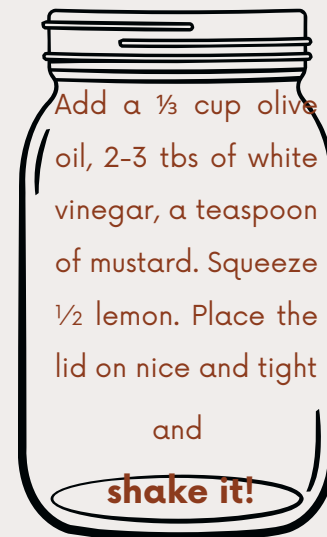 Add a ⅓ cup olive
oil, 2-3 tbs of white
vinegar, a teaspoon
of mustard. Squeeze
½ lemon. Place the
lid on nice and tight
and
shake it!